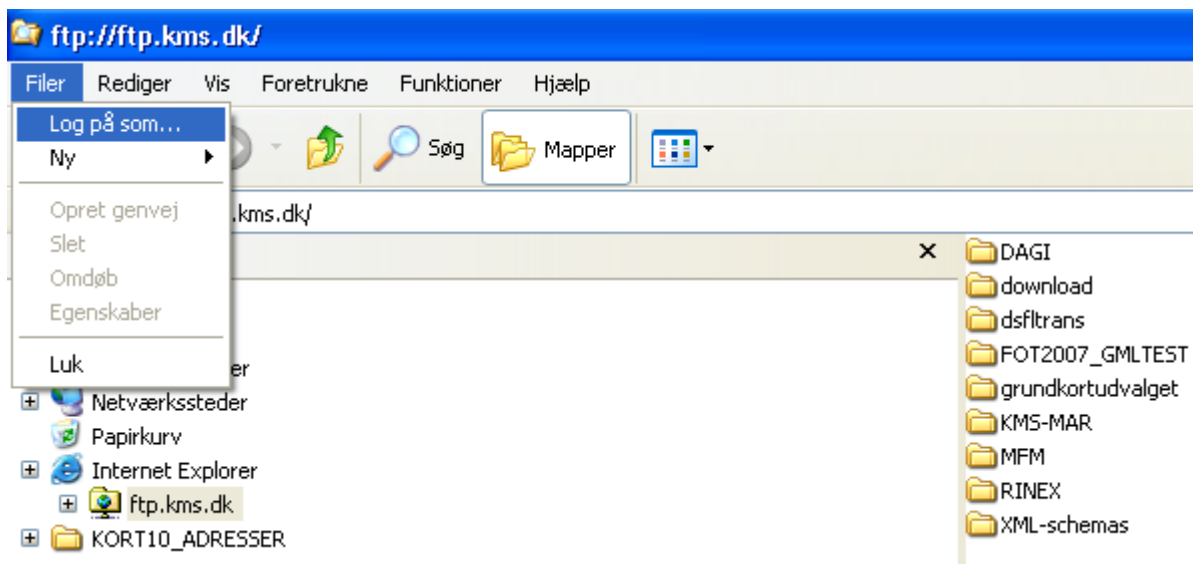 ftp://ftp.kms.dk/
Filer Rediger Vis Foretrukne Funktioner Hjælp
Log på som...
Ny
Opret genvej
Slet
Omdøb
Egenskaber
Luk
Søg Mapper
.kms.dk/
er
Netværkssteder
Papirkurv
Internet Explorer
ftp.kms.dk
KORT10_ADRESSER
DAGI
download
dsfltrans
FOT2007_GMLTEST
grundkortudvalget
KMS-MAR
MFM
RINEX
XML-schemas